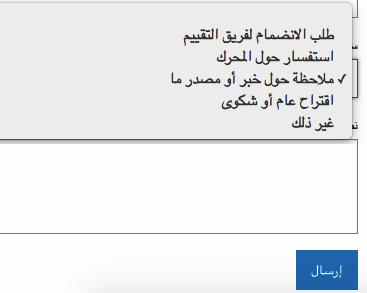 طلب الانضمام لفريق التقييم
استفسار حول المحرك
✓ ملاحظة حول خبر أو مصدر ما
اقتراح عام أو شكوى
غير ذلك
إرسال